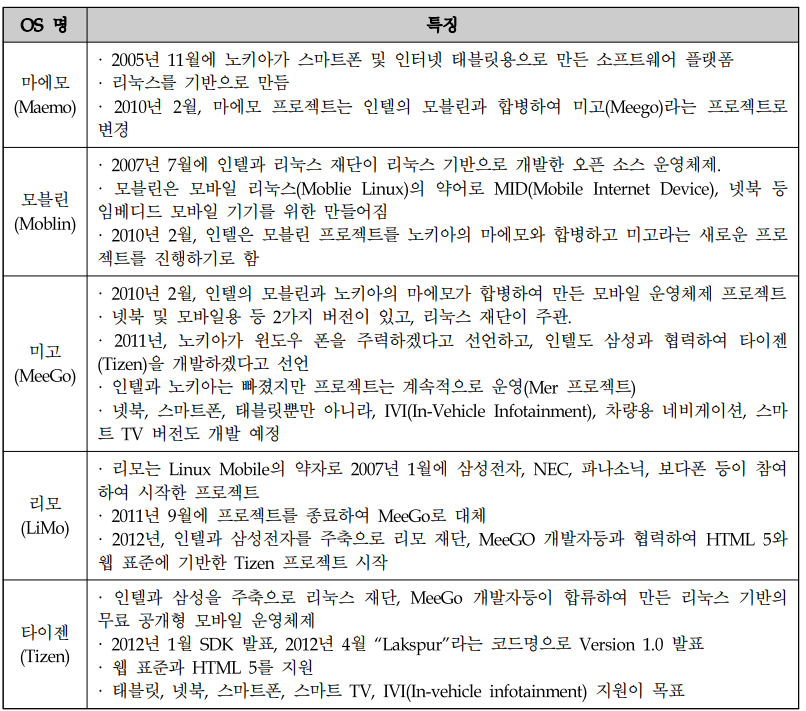 OS 명
특징
마에모
(Maemo)
· 2005년 11월에 노키아가 스마트폰 및 인터넷 태블릿용으로 만든 소프트웨어 플랫폼
· 리눅스를 기반으로 만듬
· 2010년 2월, 마에모 프로젝트는 인텔의 모블린과 합병하여 미고(Meego)라는 프로젝트로
변경
모블린
(Moblin)
· 2007년 7월에 인텔과 리눅스 재단이 리눅스 기반으로 개발한 오픈 소스 운영체제.
· 모블린은 모바일 리눅스(Moblie Linux)의 약어로 MID(Mobile Internet Device), 넷북 등
임베디드 모바일 기기를 위한 만들어짐
· 2010년 2월, 인텔은 모블린 프로젝트를 노키아의 마에모와 합병하고 미고라는 새로운 프로
젝트를 진행하기로 함
미고
(MeeGo)
· 2010년 2월, 인텔의 모블린과 노키아의 마에모가 합병하여 만든 모바일 운영체제 프로젝트
· 넷북 및 모바일용 등 2가지 버전이 있고, 리눅스 재단이 주관.
· 2011년, 노키아가 윈도우 폰을 주력하겠다고 선언하고, 인텔도 삼성과 협력하여 타이젠
(Tizen)을 개발하겠다고 선언
· 인텔과 노키아는 빠졌지만 프로젝트는 계속적으로 운영(Mer 프로젝트)
· 넷북, 스마트폰, 태블릿뿐만 아니라, IVI(In-Vehicle Infotainment), 차량용 네비게이션, 스마
트 TV 버전도 개발 예정
리모
(LiMo)
· 리모는 Linux Mobile의 약자로 2007년 1월에 삼성전자, NEC, 파나소닉, 보다폰 등이 참여
하여 시작한 프로젝트
· 2011년 9월에 프로젝트를 종료하여 MeeGo로 대체
· 2012년, 인텔과 삼성전자를 주축으로 리모 재단, MeeGO 개발자등과 협력하여 HTML 5와
웹 표준에 기반한 Tizen 프로젝트 시작
타이젠
(Tizen)
· 인텔과 삼성을 주축으로 리눅스 재단, MeeGo 개발자등이 합류하여 만든 리눅스 기반의
무료 공개형 모바일 운영체제
· 2012년 1월 SDK 발표, 2012년 4월 “Lakspur”라는 코드명으로 Version 1.0 발표
· 웹 표준과 HTML 5를 지원
· 태블릿, 넷북, 스마트폰, 스마트 TV, IVI(In-vehicle infotainment) 지원이 목표